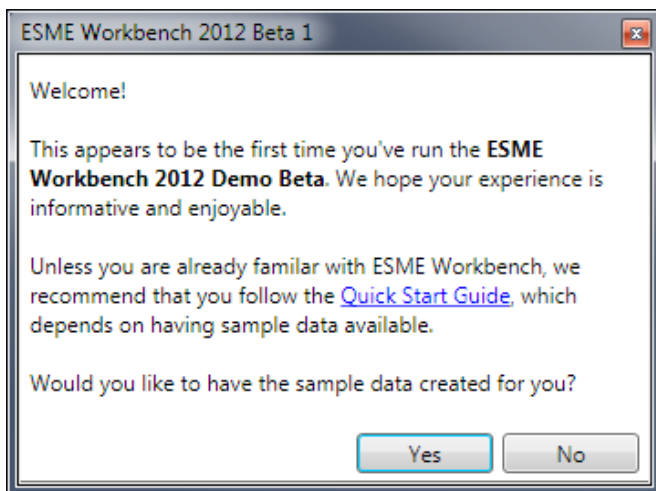 ESME Workbench 2012 Beta 1
Welcome!
This appears to be the first time you've run the ESME
Workbench 2012 Demo Beta. We hope your experience is
informative and enjoyable.
Unless you are already familar with ESME Workbench, we
recommend that you follow the Quick Start Guide, which
depends on having sample data available.
Would you like to have the sample data created for you?
Yes No